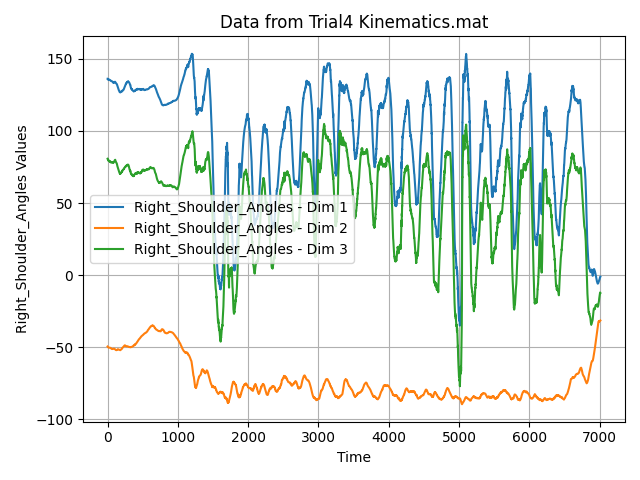 Data from Trial4 Kinematics.mat
Right_Shoulder_Angles Values
150
100
50
0
−50
−100
Right_Shoulder_Angles - Dim 1
Right_Shoulder_Angles - Dim 2
Right_Shoulder_Angles - Dim 3
0 1000 2000 3000 4000 5000 6000 7000
Time